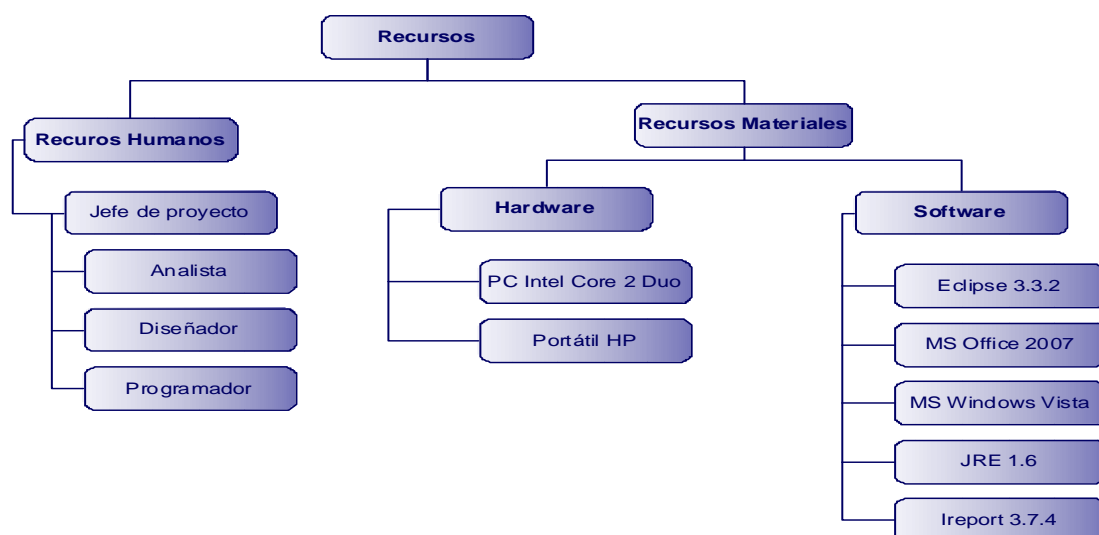 Recursos
Recuros Humanos
Jefe de proyecto
Analista
Diseñador
Programador
Recursos Materiales
Hardware
PC Intel Core 2 Duo
Portátil HP
Software
Eclipse 3.3.2
MS Office 2007
MS Windows Vista
JRE 1.6
Ireport 3.7.4